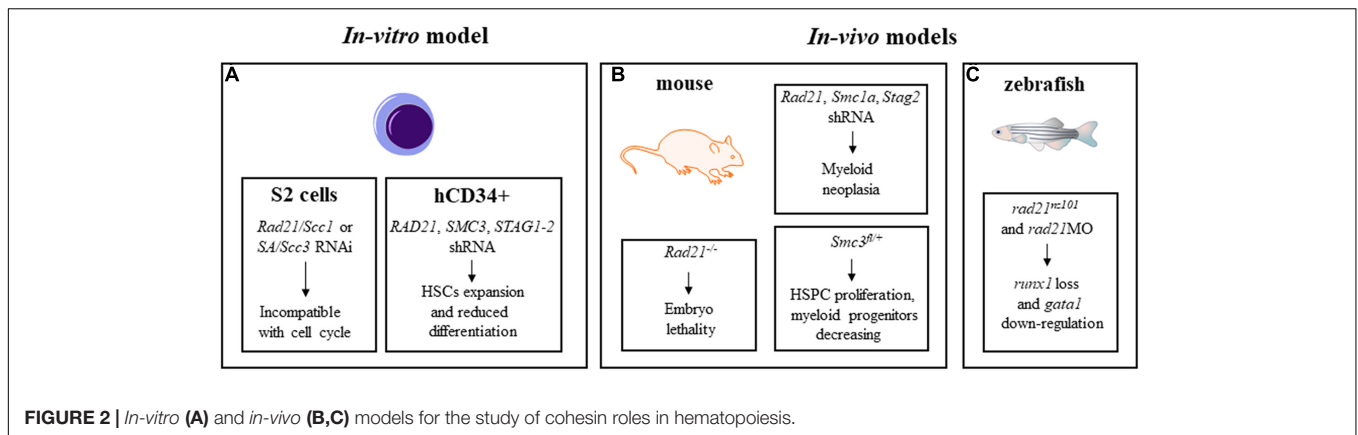 In-vitro model
In-vivo models
A
S2 cells
Rad21/Scc1 or
SA/Scc3 RNAi
Incompatible
with cell cycle
hCD34+
RAD21, SMC3, STAG1-2
shRNA
HSCs expansion
and reduced
differentiation
B
mouse
Rad21-/-
Embryo
lethality
Rad21, Smc1a, Stag2
shRNA
Myeloid
neoplasia
Smc3fl/+
HSPC proliferation,
myeloid progenitors
decreasing
C
zebrafish
rad21nz101
and rad21MO
runx1 loss
and gata1
down-regulation
FIGURE 2 | In-vitro (A) and in-vivo (B,C) models for the study of cohesin roles in hematopoiesis.